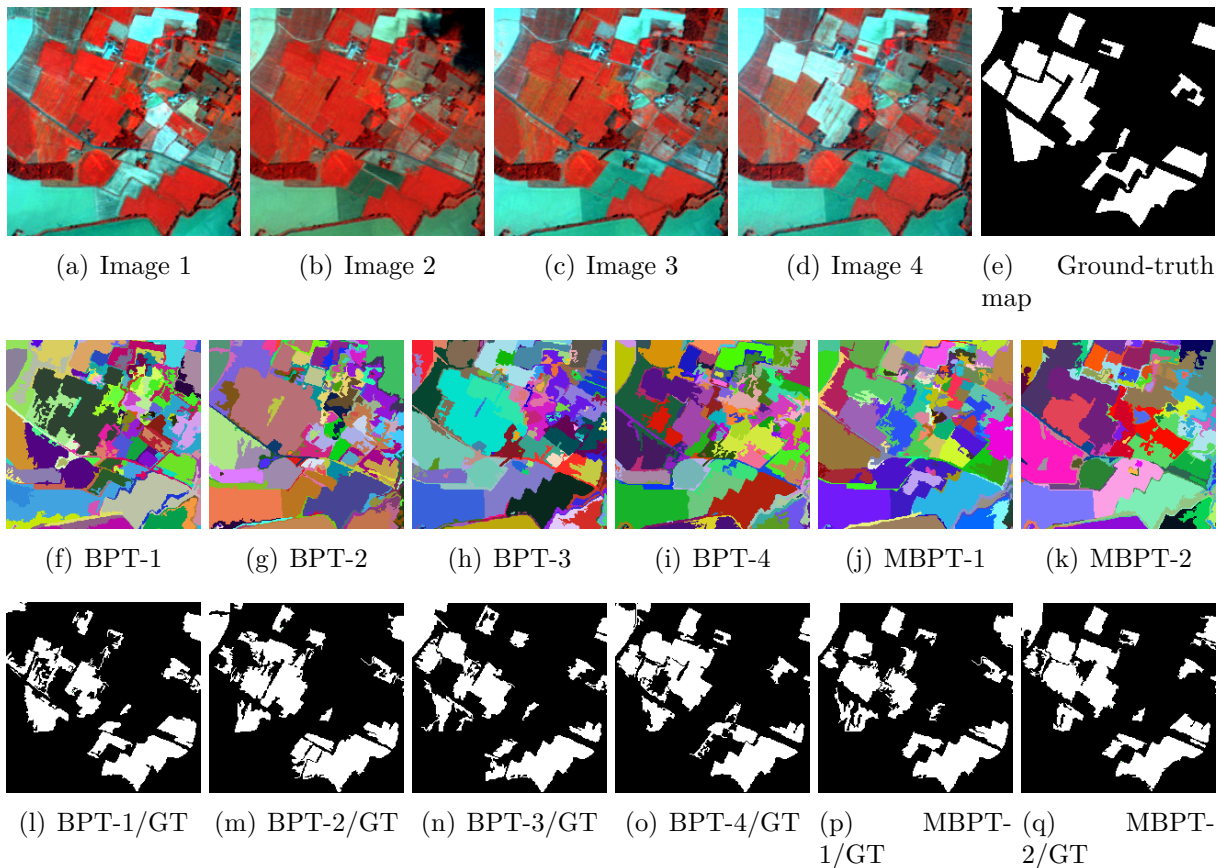 (a) Image 1 (b) Image 2 (c) Image 3 (d) Image 4 (e) Ground-truth
map
(f) BPT-1 (g) BPT-2 (h) BPT-3 (i) BPT-4 (j) MBPT-1 (k) MBPT-2
(l) BPT-1/GT (m) BPT-2/GT (n) BPT-3/GT (o) BPT-4/GT (p) MBPT- (q) MBPT-
1/GT 2/GT